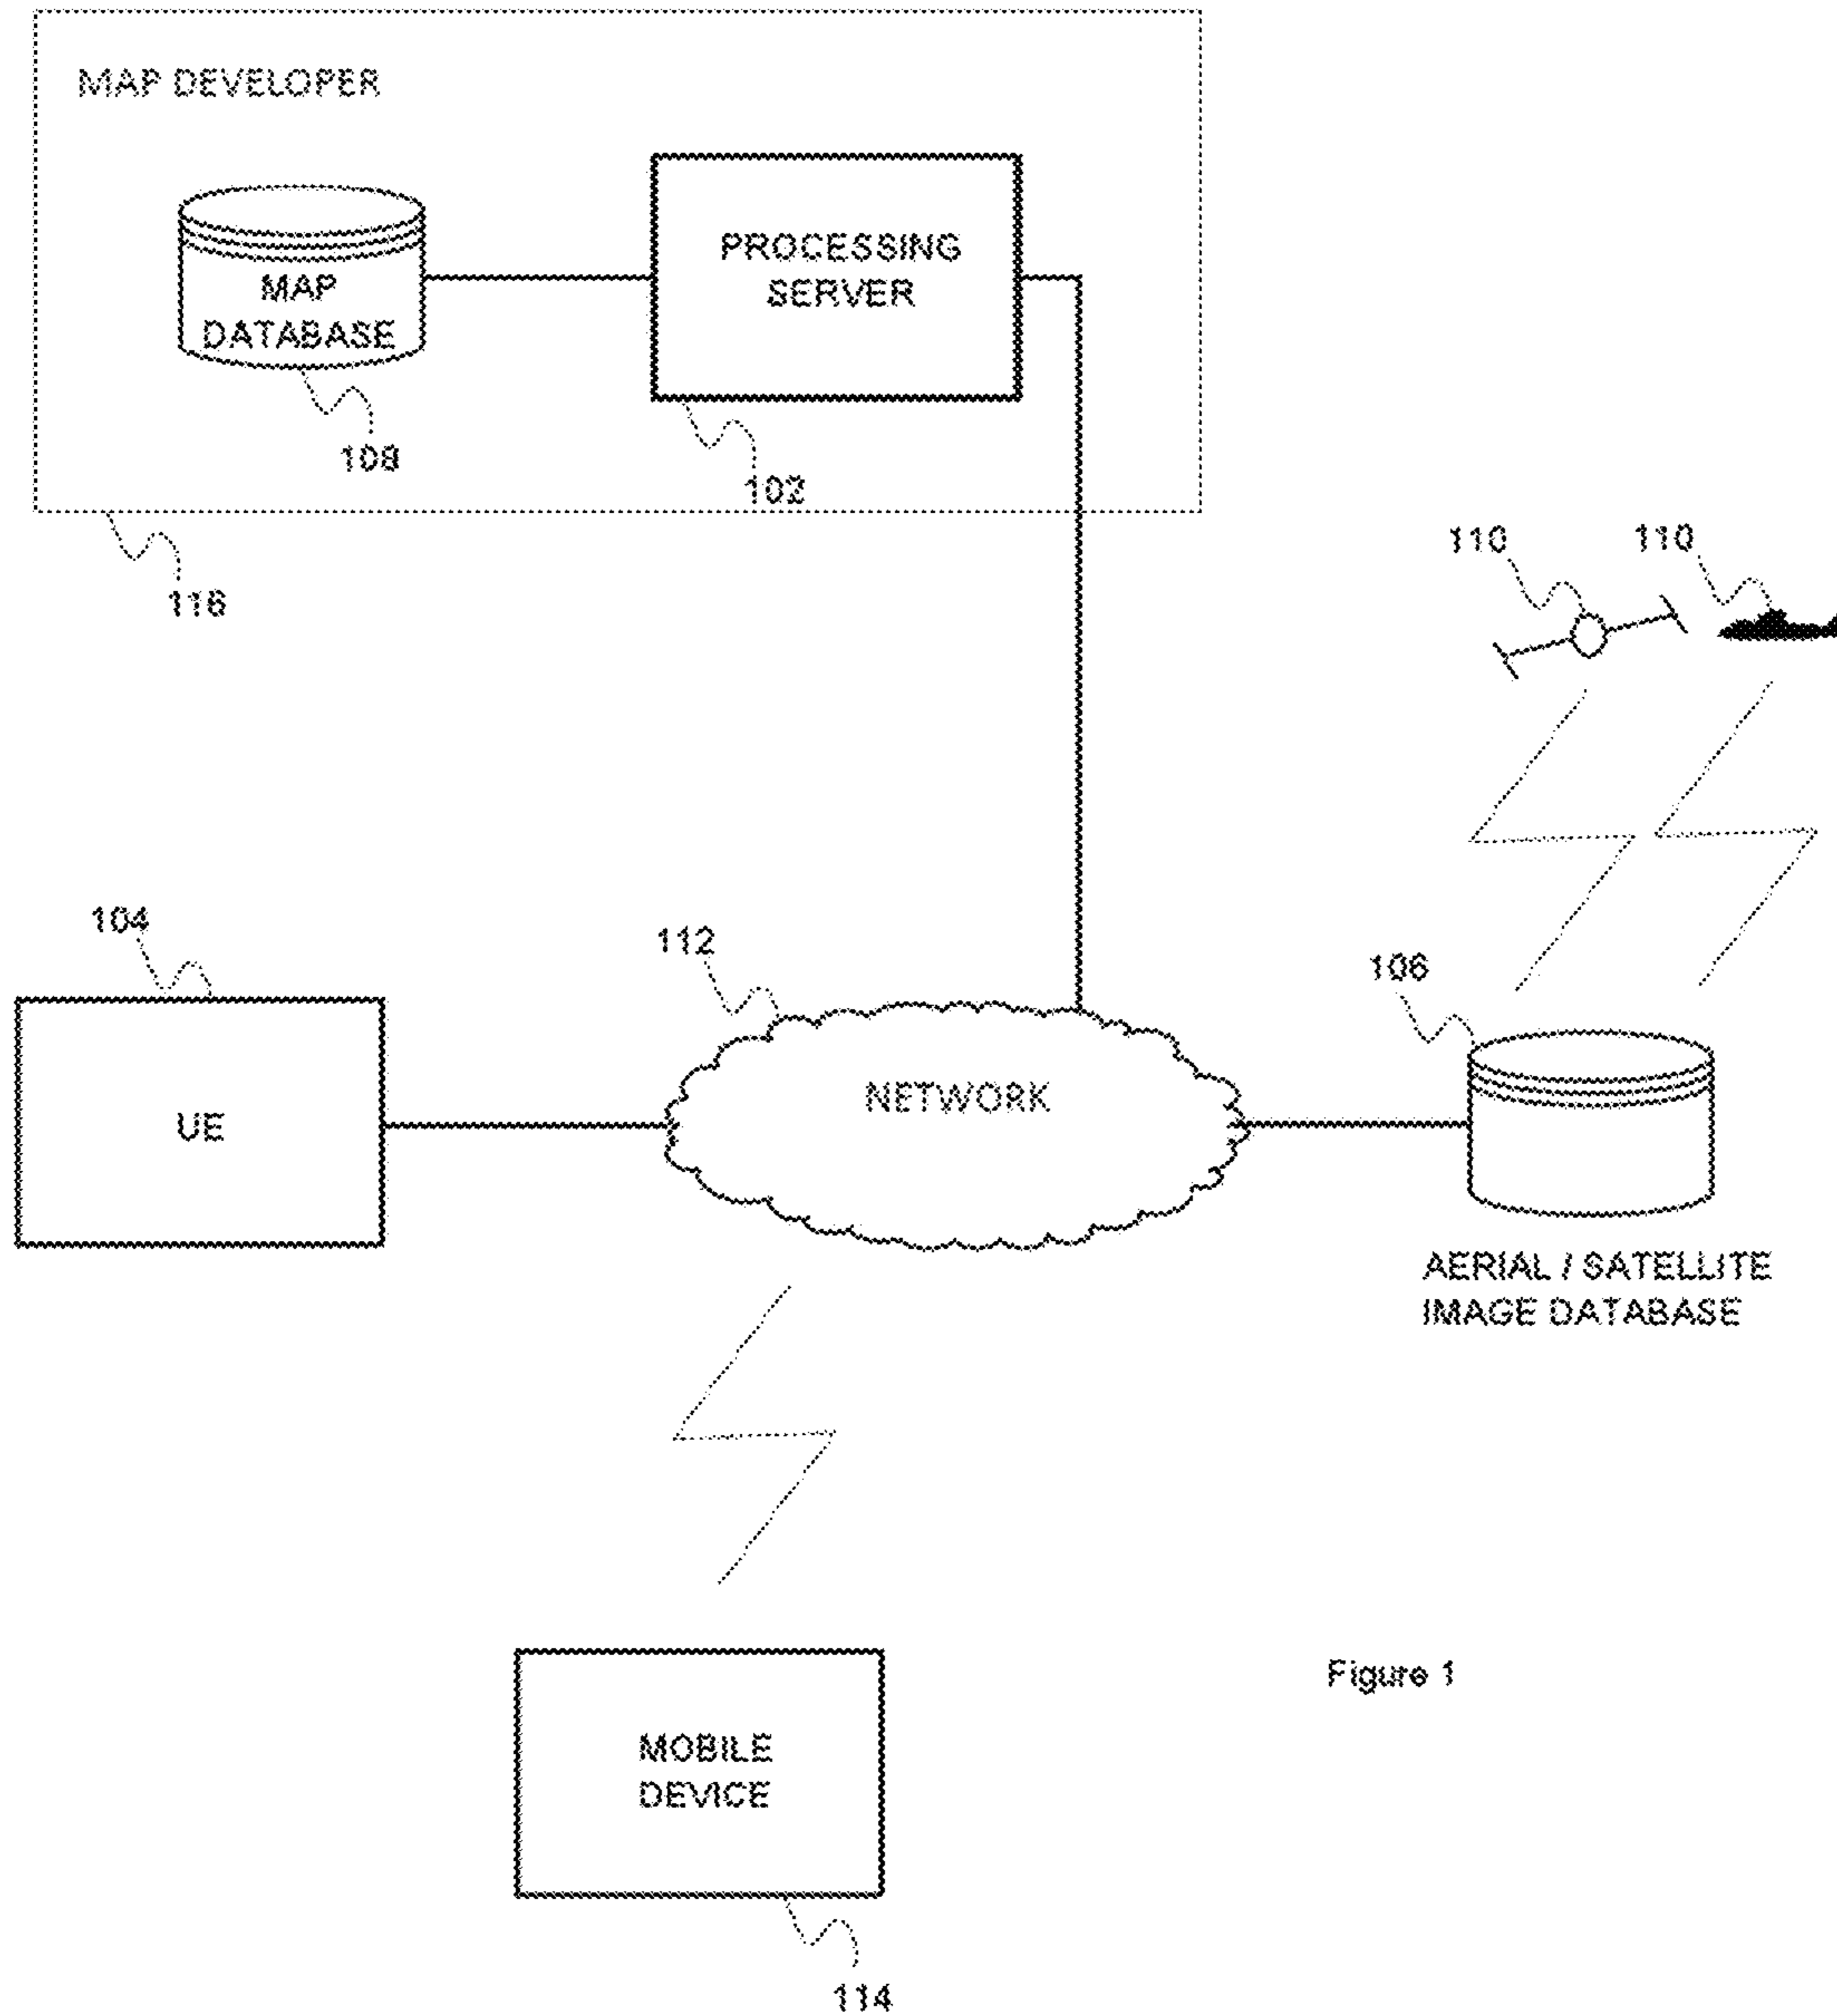 MAP DEVELOPER
PROCESSING
SERVER
MAP
DATABASE
108
102
116
110
110
104
112
106
NETWORK
UE
AERIAL / SATELLITE
IMAGE DATABASE
Figure 1
MOBILE
DEVICE
114